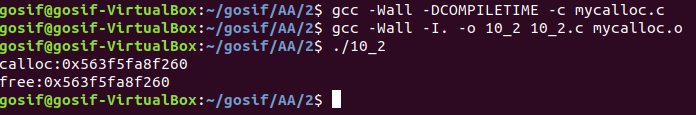 gosif@gosif-VirtualBox:~/gosif/AA/2$ gcc -Wall -DCOMPILETIME -c mycalloc.c
gosif@gosif-VirtualBox:~/gosif/AA/2$ gcc -Wall -I. -o 10_2 10_2.c mycalloc.o
gosif@gosif-VirtualBox:~/gosif/AA/2$ ./10_2
calloc:0x563f5fa8f260
free:0x563f5fa8f260
gosif@gosif-VirtualBox:~/gosif/AA/2$